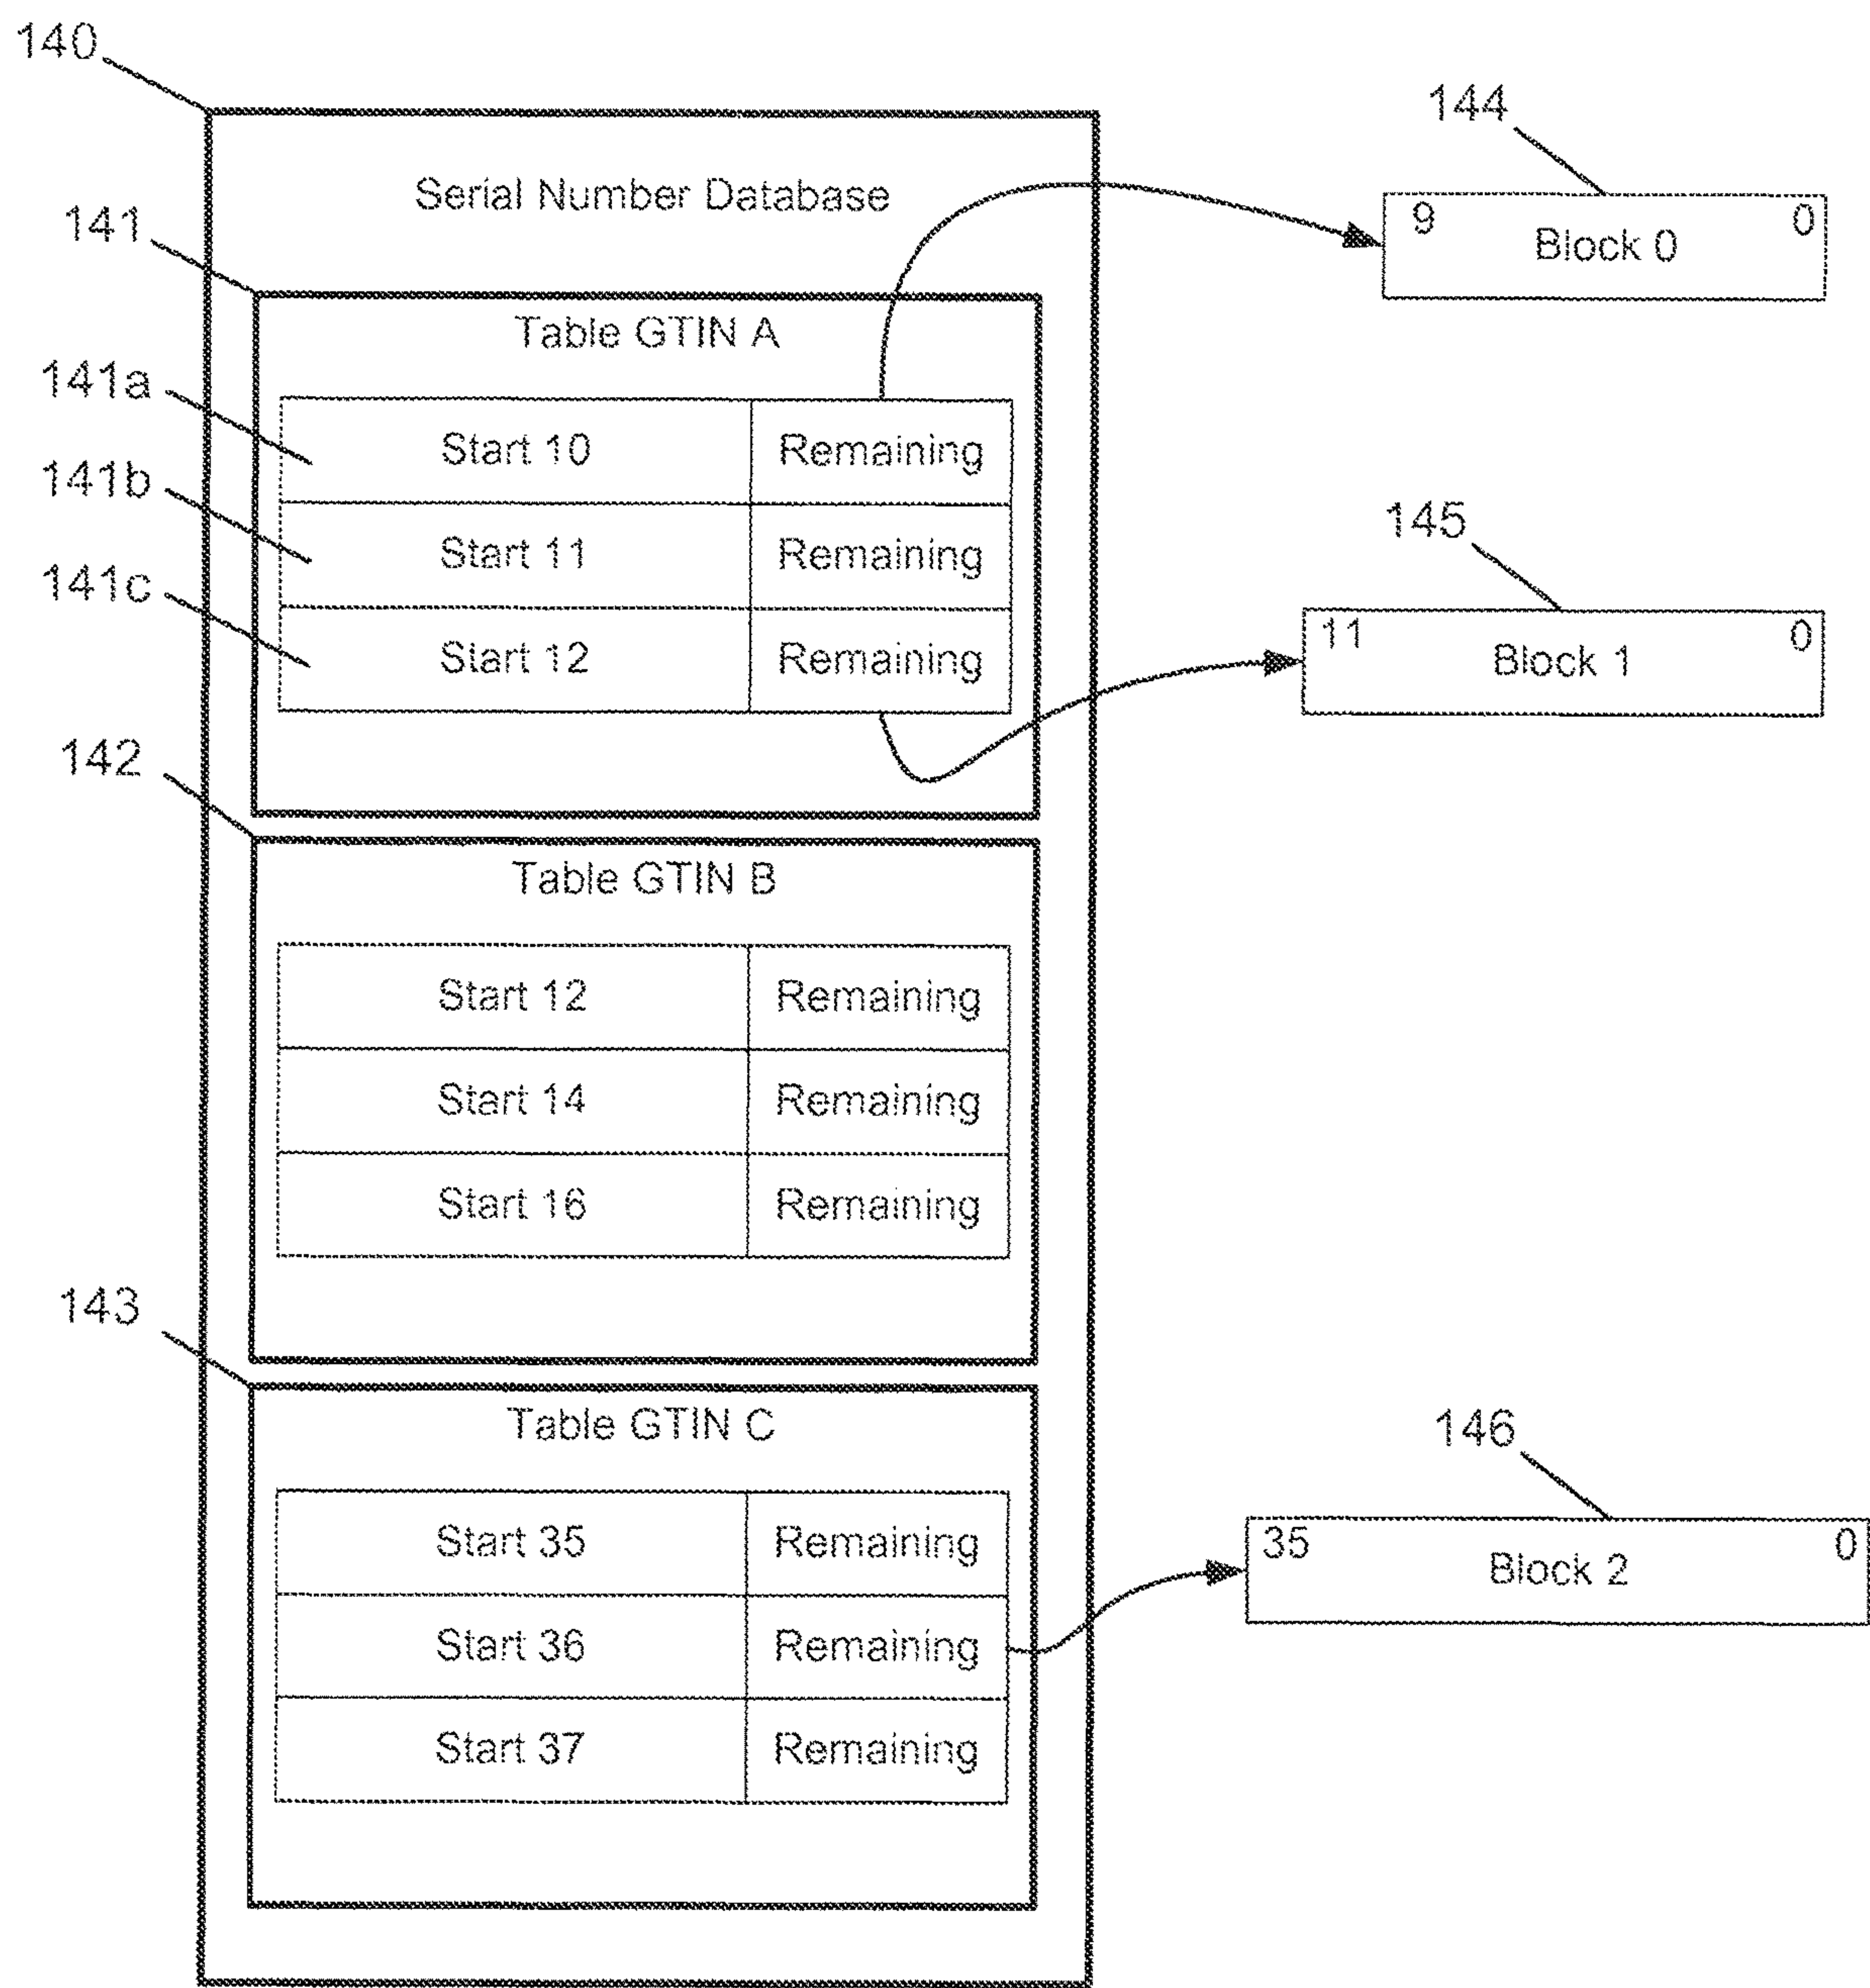 140
144
Serial Number Database
9 Block 0 0
141
Table GTIN A
141a
Start 10 Remaining
141b
145
Start 11 Remaining
141c
11 Block 1 0
Start 12 Remaining
142
Table GTIN B
Start 12 Remaining
Start 14 Remaining
Start 16 Remaining
143
Table GTIN C
146
Start 35 Remaining
35 Block 2 0
Start 36 Remaining
Start 37 Remaining